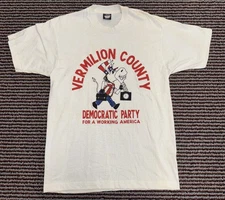 VERMILION COUNTY
DEMOCRATIC PARTY
FOR A WORKING AMERICA